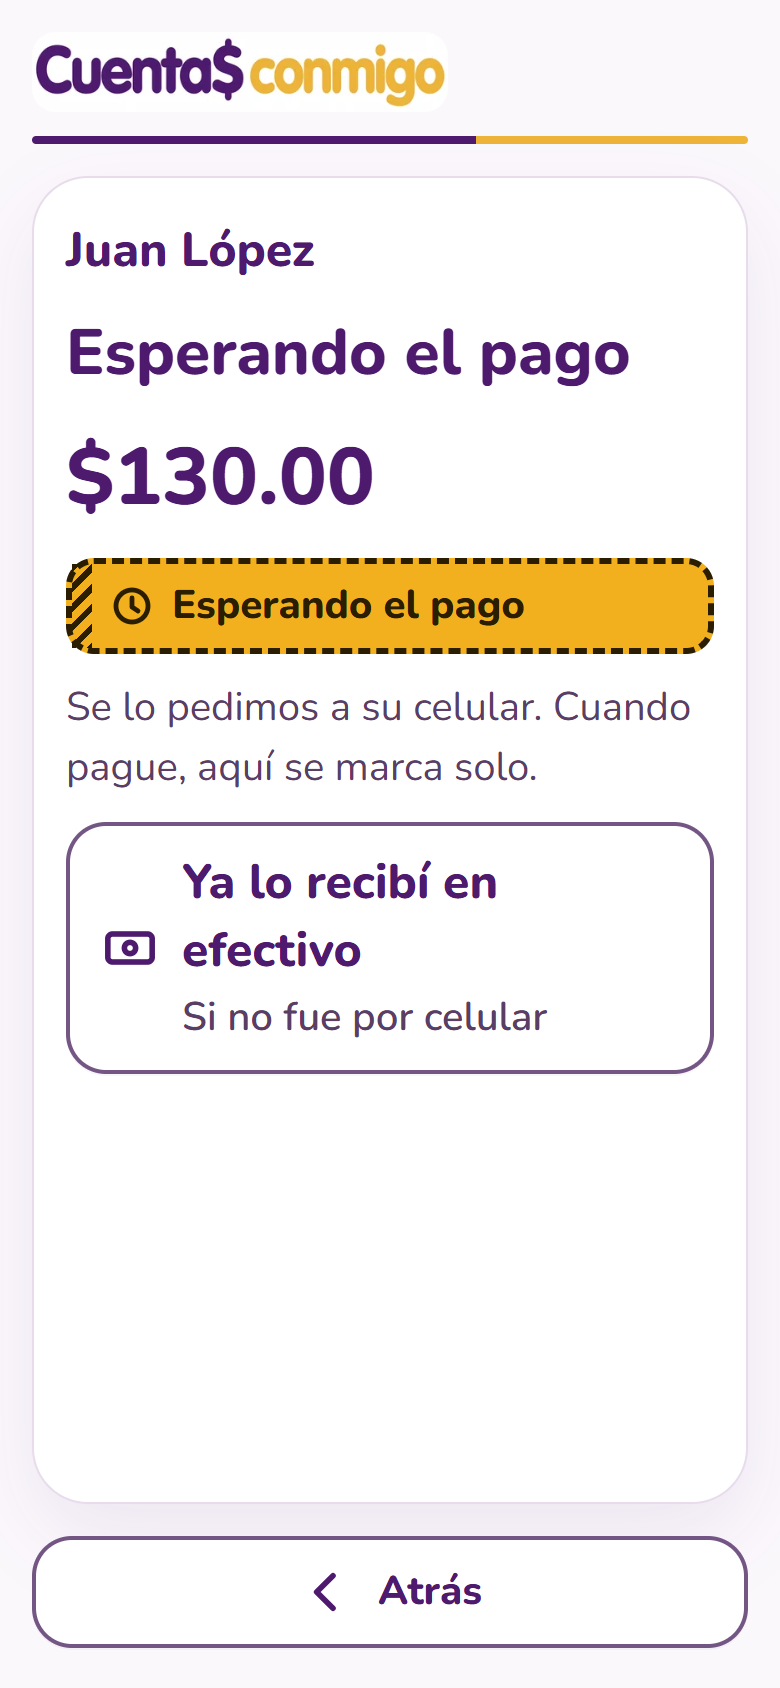 Cuenta$ conmigo
Juan López
Esperando el pago
$130.00
Esperando el pago
Se lo pedimos a su celular. Cuando
pague, aquí se marca solo.
Ya lo recibí en
efectivo
Si no fue por celular
Atrás